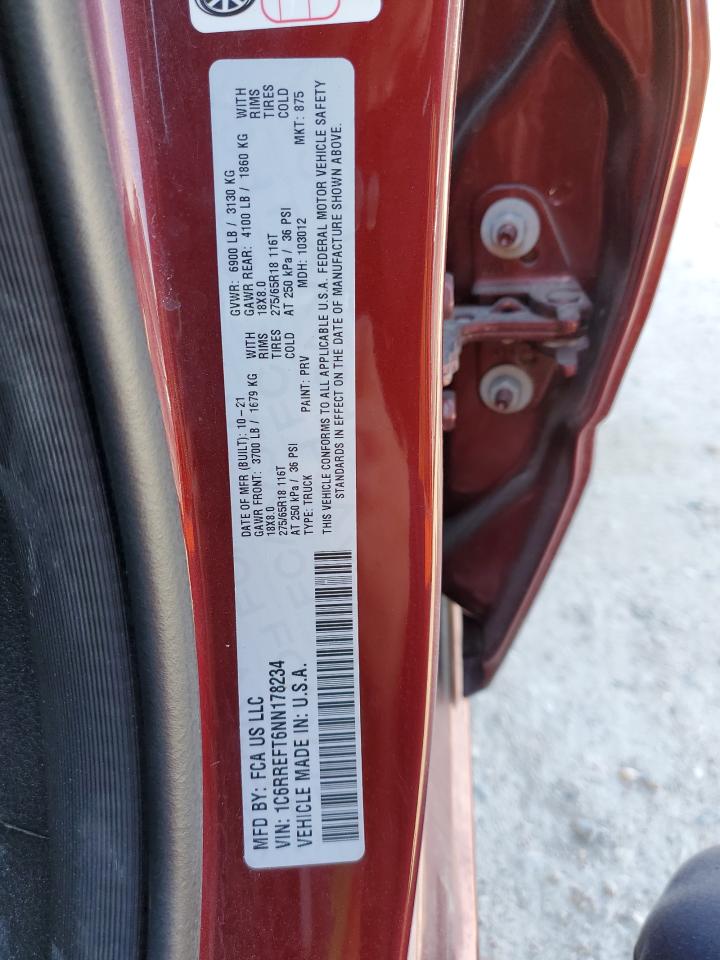 MFD BY: FCA US LLC
VIN: 1C6RREFT6NN178234
VEHICLE MADE IN: U.S.A.
DATE OF MFR (BUILT): 10-21
GAWR FRONT: 3700 LB / 1679 KG WITH
18X8.0 RIMS
275/65R18 116T TIRES
AT 250 kPa / 36 PSI COLD
TYPE: TRUCK PAINT: PRV
GVWR: 6900 LB / 3130 KG
GAWR REAR: 4100 LB / 1860 KG WITH
18X8.0 RIMS
275/65R18 116T TIRES
AT 250 kPa / 36 PSI COLD
MDH: 103012 MKT: 875
THIS VEHICLE CONFORMS TO ALL APPLICABLE U.S.A. FEDERAL MOTOR VEHICLE SAFETY
STANDARDS IN EFFECT ON THE DATE OF MANUFACTURE SHOWN ABOVE.